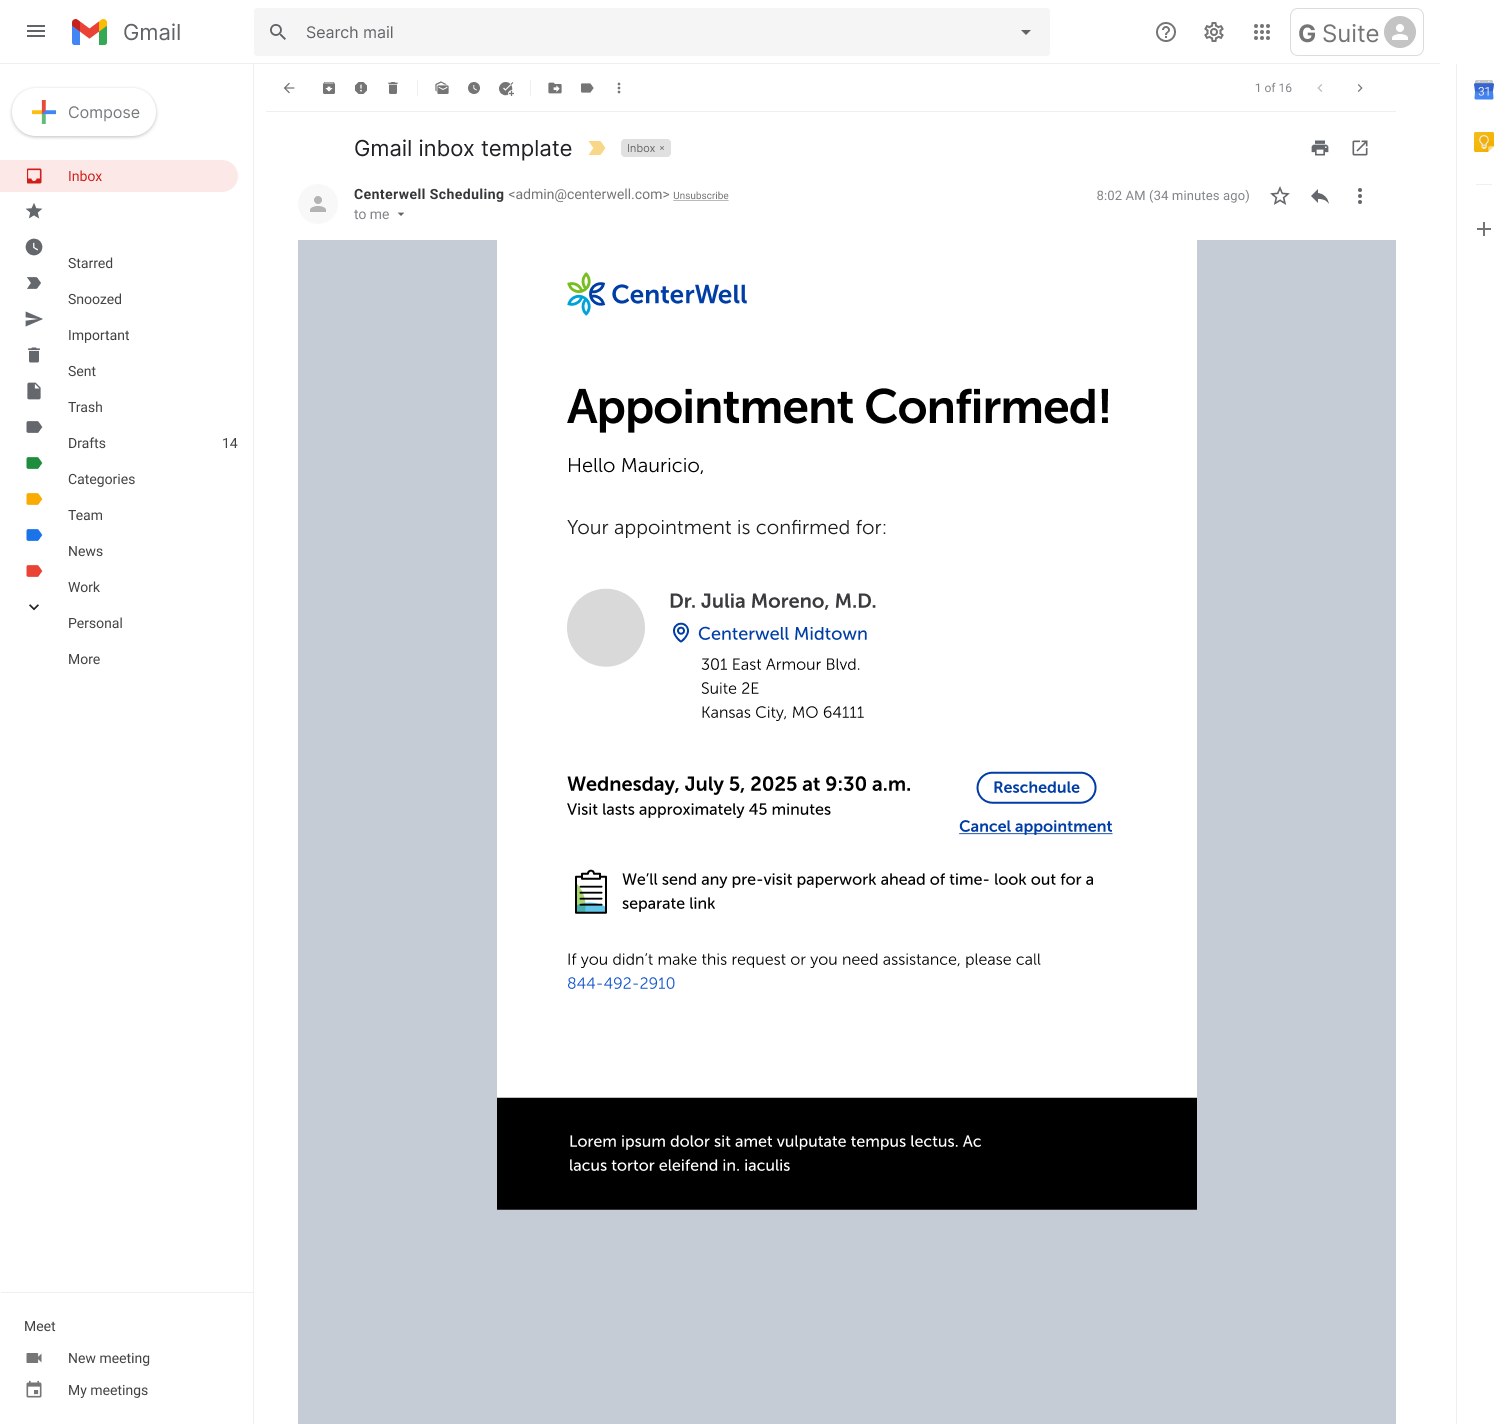 Gmail
Search mail
G Suite
Compose
1 of 16
31
Gmail inbox template
Inbox ×
Inbox
Centerwell Scheduling <admin@centerwell.com> Unsubscribe
8:02 AM (34 minutes ago)
to me
Starred
Snoozed
Important
Sent
Trash
Drafts 14
Categories
Team
News
Work
Personal
More
CenterWell
Appointment Confirmed!
Hello Mauricio,
Your appointment is confirmed for:
Dr. Julia Moreno, M.D.
Centerwell Midtown
301 East Armour Blvd.
Suite 2E
Kansas City, MO 64111
Wednesday, July 5, 2025 at 9:30 a.m.
Visit lasts approximately 45 minutes
Reschedule
Cancel appointment
We’ll send any pre-visit paperwork ahead of time- look out for a
separate link
If you didn’t make this request or you need assistance, please call
844-492-2910
Lorem ipsum dolor sit amet vulputate tempus lectus. Ac
lacus tortor eleifend in. iaculis
Meet
New meeting
My meetings